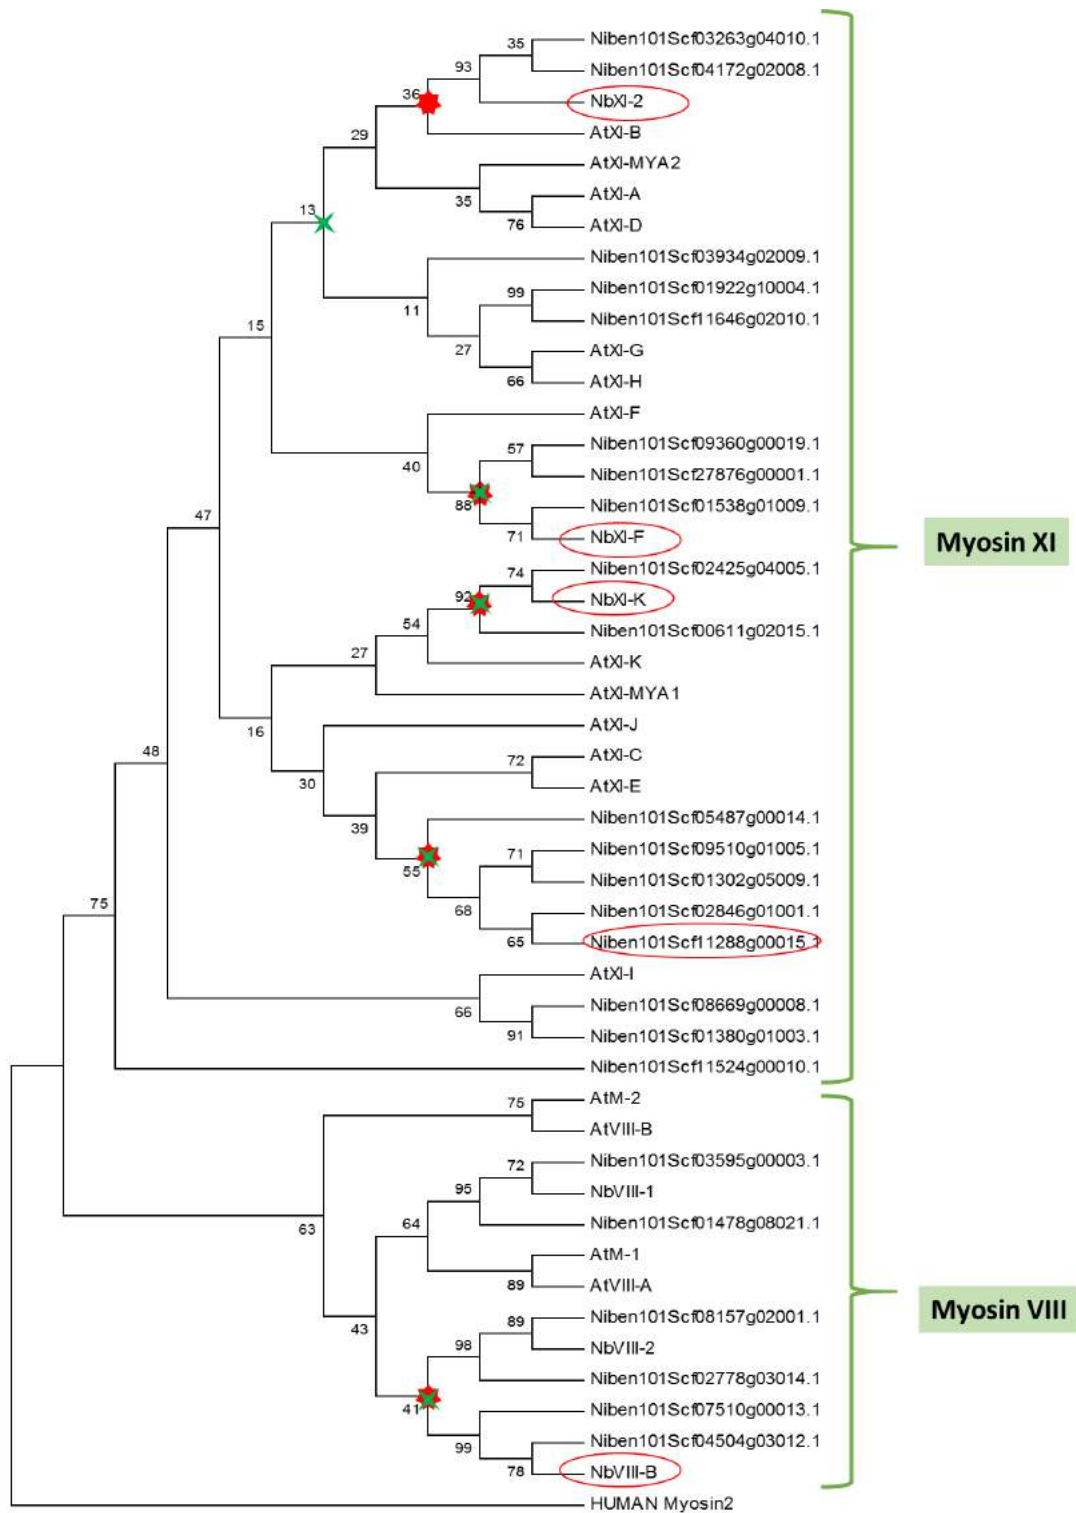 Niben101Scf03263g04010.1
35
Niben101Scf04172g02008.1
93
NbXI-2
36
AtXI-B
29
AtXI-MYA2
35
AtXI-A
76
AtXI-D
13
Niben101Scf03934g02009.1
Niben101Scf01922g10004.1
99
11
Niben101Scf11646g02010.1
15
27
AtXI-G
66
AtXI-H
AtXI-F
Niben101Scf09360g00019.1
57
40
Niben101Scf27876g00001.1
88
Niben101Scf01538g01009.1
71
NbXI-F
47
Myosin XI
Niben101Scf02425g04005.1
74
NbXI-K
92
Niben101Scf00611g02015.1
54
AtXI-K
27
AtXI-MYA1
16
AtXI-J
48
AtXI-C
72
30
AtXI-E
39
Niben101Scf05487g00014.1
Niben101Scf09510g01005.1
71
55
Niben101Scf01302g05009.1
68
Niben101Scf02846g01001.1
65
Niben101Scf11288g00015.1
75
AtXI-I
66
Niben101Scf08669g00008.1
91
Niben101Scf01380g01003.1
Niben101Scf11524g00010.1
AtM-2
75
AtVIII-B
Niben101Scf03595g00003.1
72
95
NbVIII-1
63
64
Niben101Scf01478g08021.1
AtM-1
89
AtVIII-A
Myosin VIII
43
Niben101Scf08157g02001.1
89
98
NbVIII-2
Niben101Scf02778g03014.1
41
Niben101Scf07510g00013.1
99
Niben101Scf04504g03012.1
78
NbVIII-B
HUMAN Myosin2